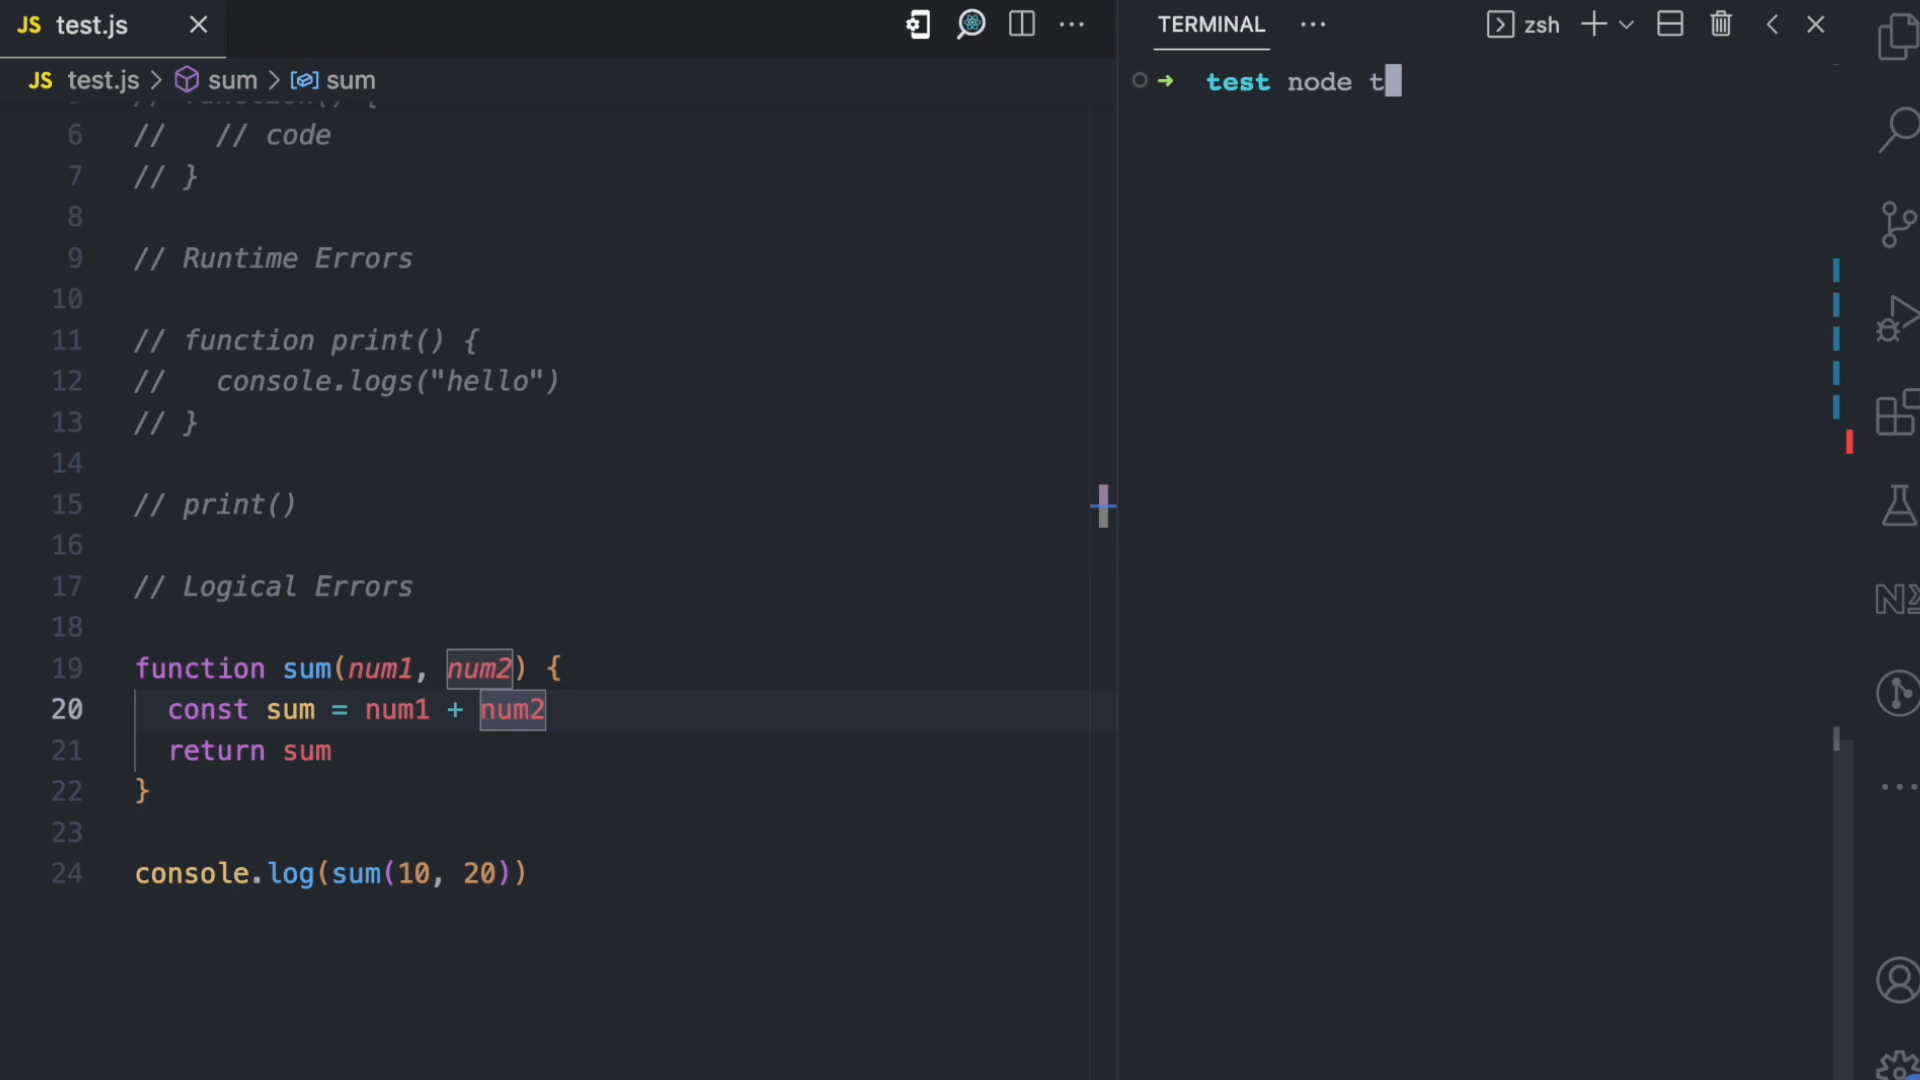 JS test.js
JS test.js > sum > sum
// function() {
6 //   // code
7 // }
8
9 // Runtime Errors
10
11 // function print() {
12 //   console.logs("hello")
13 // }
14
15 // print()
16
17 // Logical Errors
18
19 function sum(num1, num2) {
20   const sum = num1 + num2
21   return sum
22 }
23
24 console.log(sum(10, 20))
TERMINAL
zsh
test node t